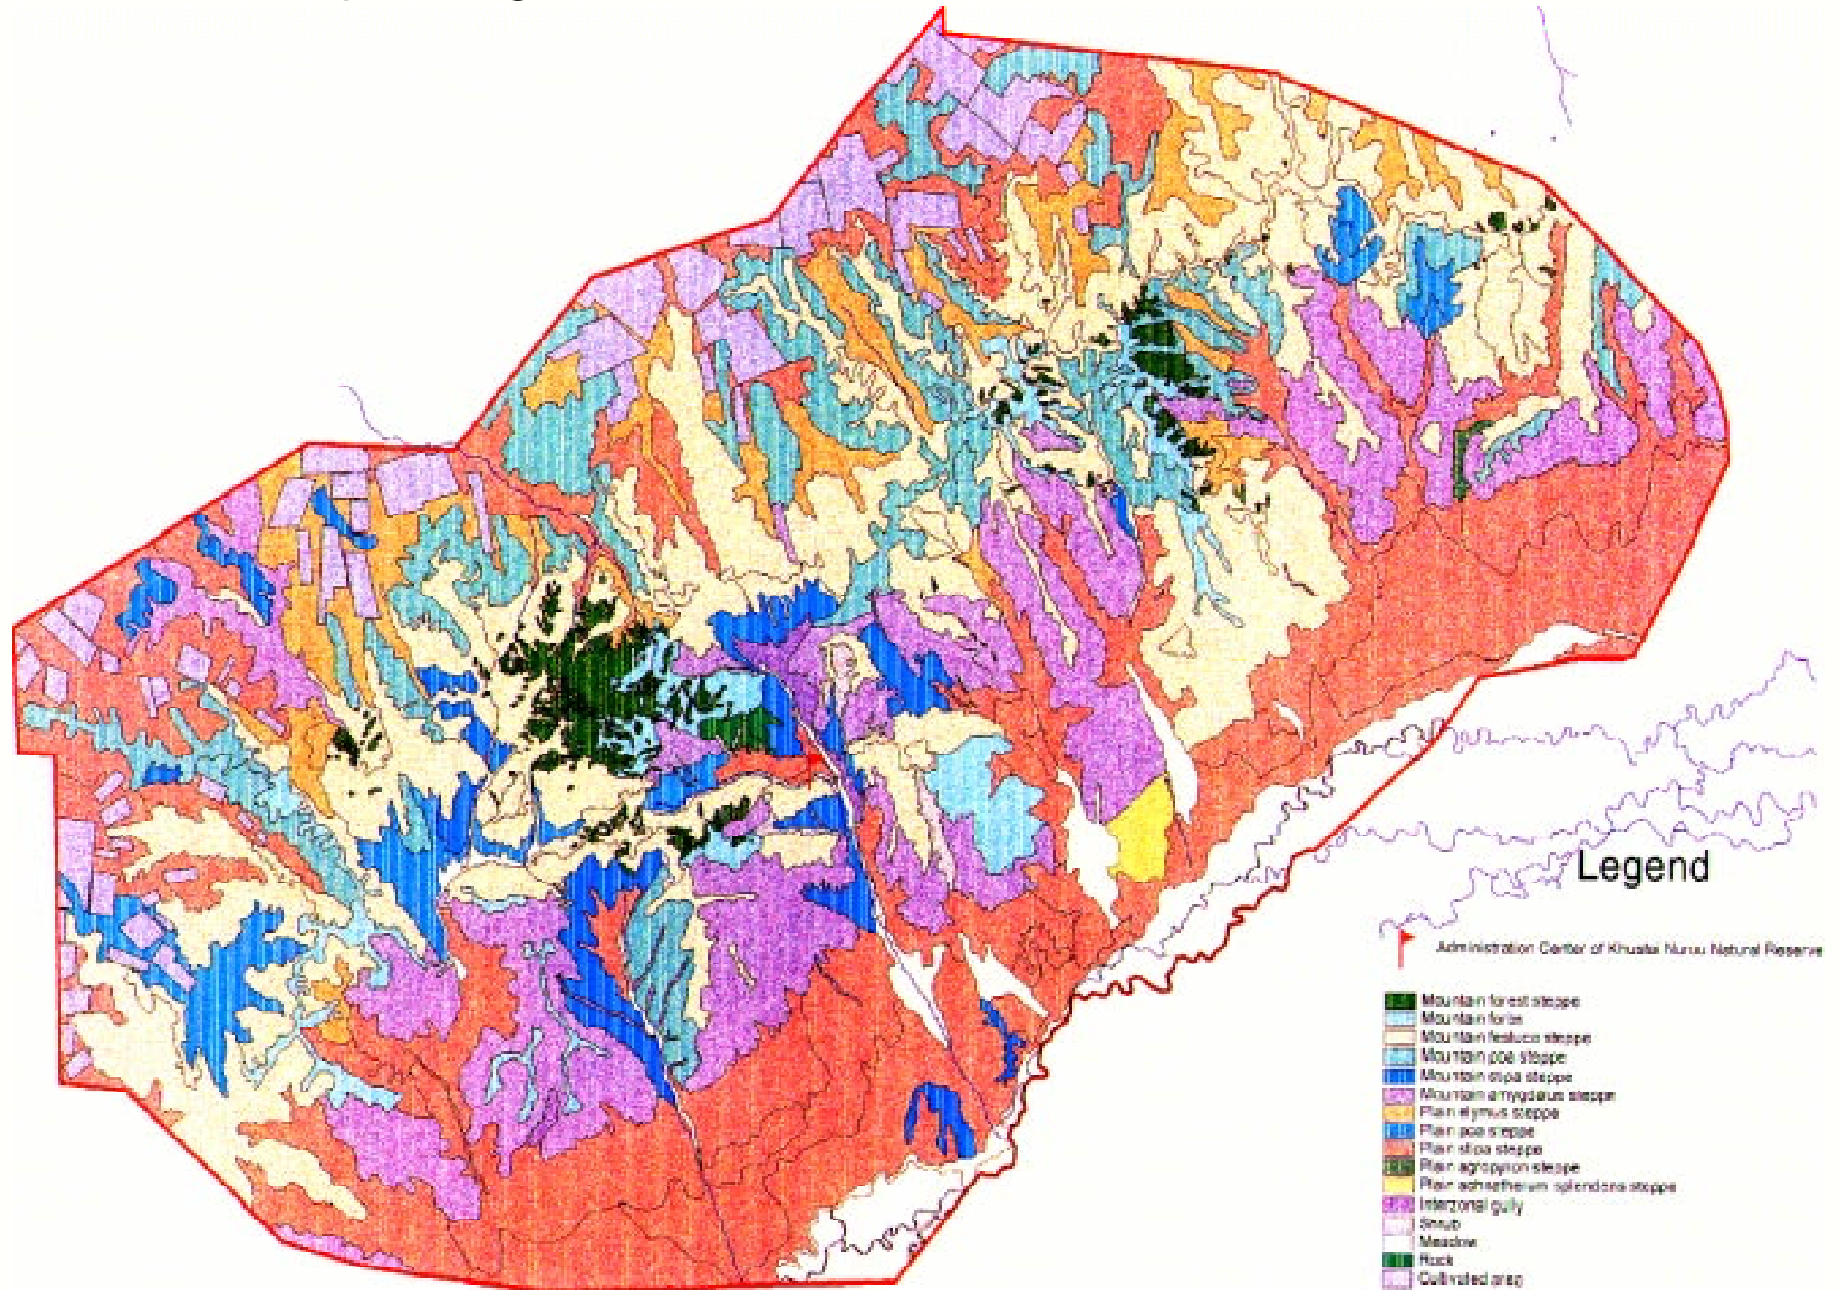 Legend
Administration Center of Khustai Nuruu Natural Reserve
Mountain forest steppe
Mountain forbs
Mountain festuca steppe
Mountain poa steppe
Mountain stipa steppe
Mountain amygdalus steppe
Plain elymus steppe
Plain poa steppe
Plain stipa steppe
Plain agropyron steppe
Plain achnatherum splendens steppe
Interzonal gully
Shrub
Meadow
Rock
Cultivated area